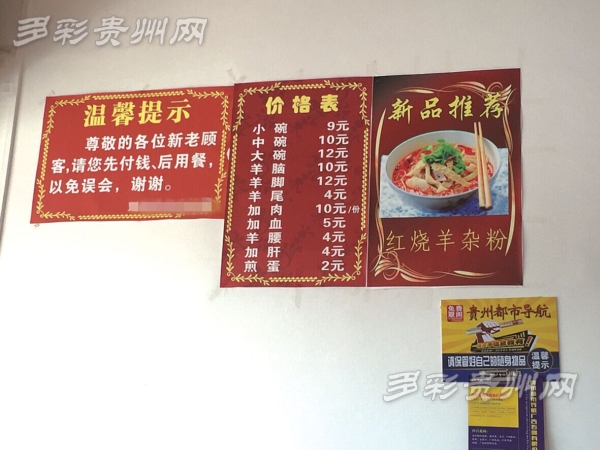 多彩贵州网
温馨提示
尊敬的各位新老顾
客,请您先付钱、后用餐,
以免误会，谢谢。
价格表
小碗 9元
中碗 10元
大碗 12元
羊脑 10元
羊脚 12元
羊尾 4元
加肉 10元/份
加血 5元
羊腰 4元
加肝 4元
煎蛋 2元
新品推荐
红烧羊杂粉
贵州都市导航
请保管好自己的随身物品
温馨
提示
多彩贵州网